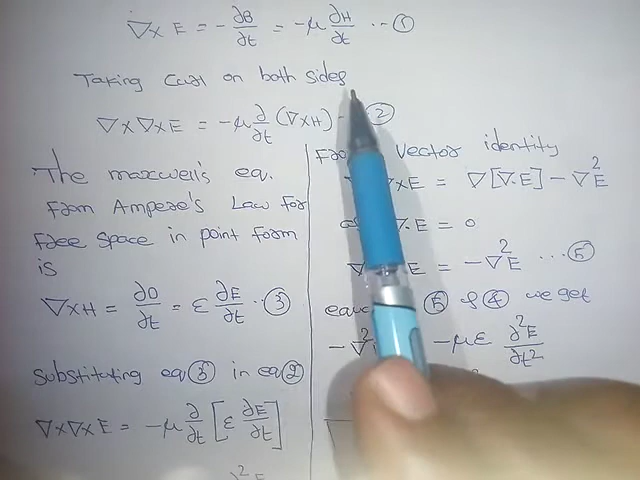 ∇ × E = - ∂B/∂t = -μ ∂H/∂t ... ①
Taking Curl on both sides
∇×∇×E = -μ ∂/∂t (∇×H) - ②
The maxwell's eq.
from Ampere's Law for
free space in point form
is
∇×H = ∂D/∂t = ε ∂E/∂t ... ③
Substituting eq ③ in eq ②
∇×∇×E = -μ ∂/∂t [ε ∂E/∂t]
∂²E
Vector identity
×E = ∇[∇·E] - ∇²E
∇·E = 0
∇ E = -∇²E ... ⑤
⑤ & ④ we get
-∇² -με ∂²E/∂t²